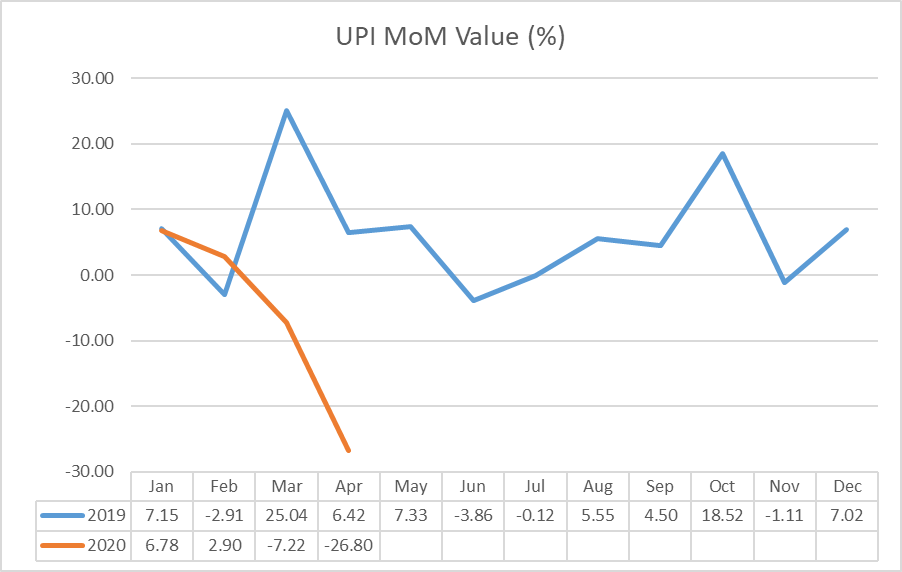 UPI MoM Value (%)
30.00
20.00
10.00
0.00
-10.00
-20.00
-30.00
Jan Feb Mar Apr May Jun Jul Aug Sep Oct Nov Dec
2019 7.15 -2.91 25.04 6.42 7.33 -3.86 -0.12 5.55 4.50 18.52 -1.11 7.02
2020 6.78 2.90 -7.22 -26.80